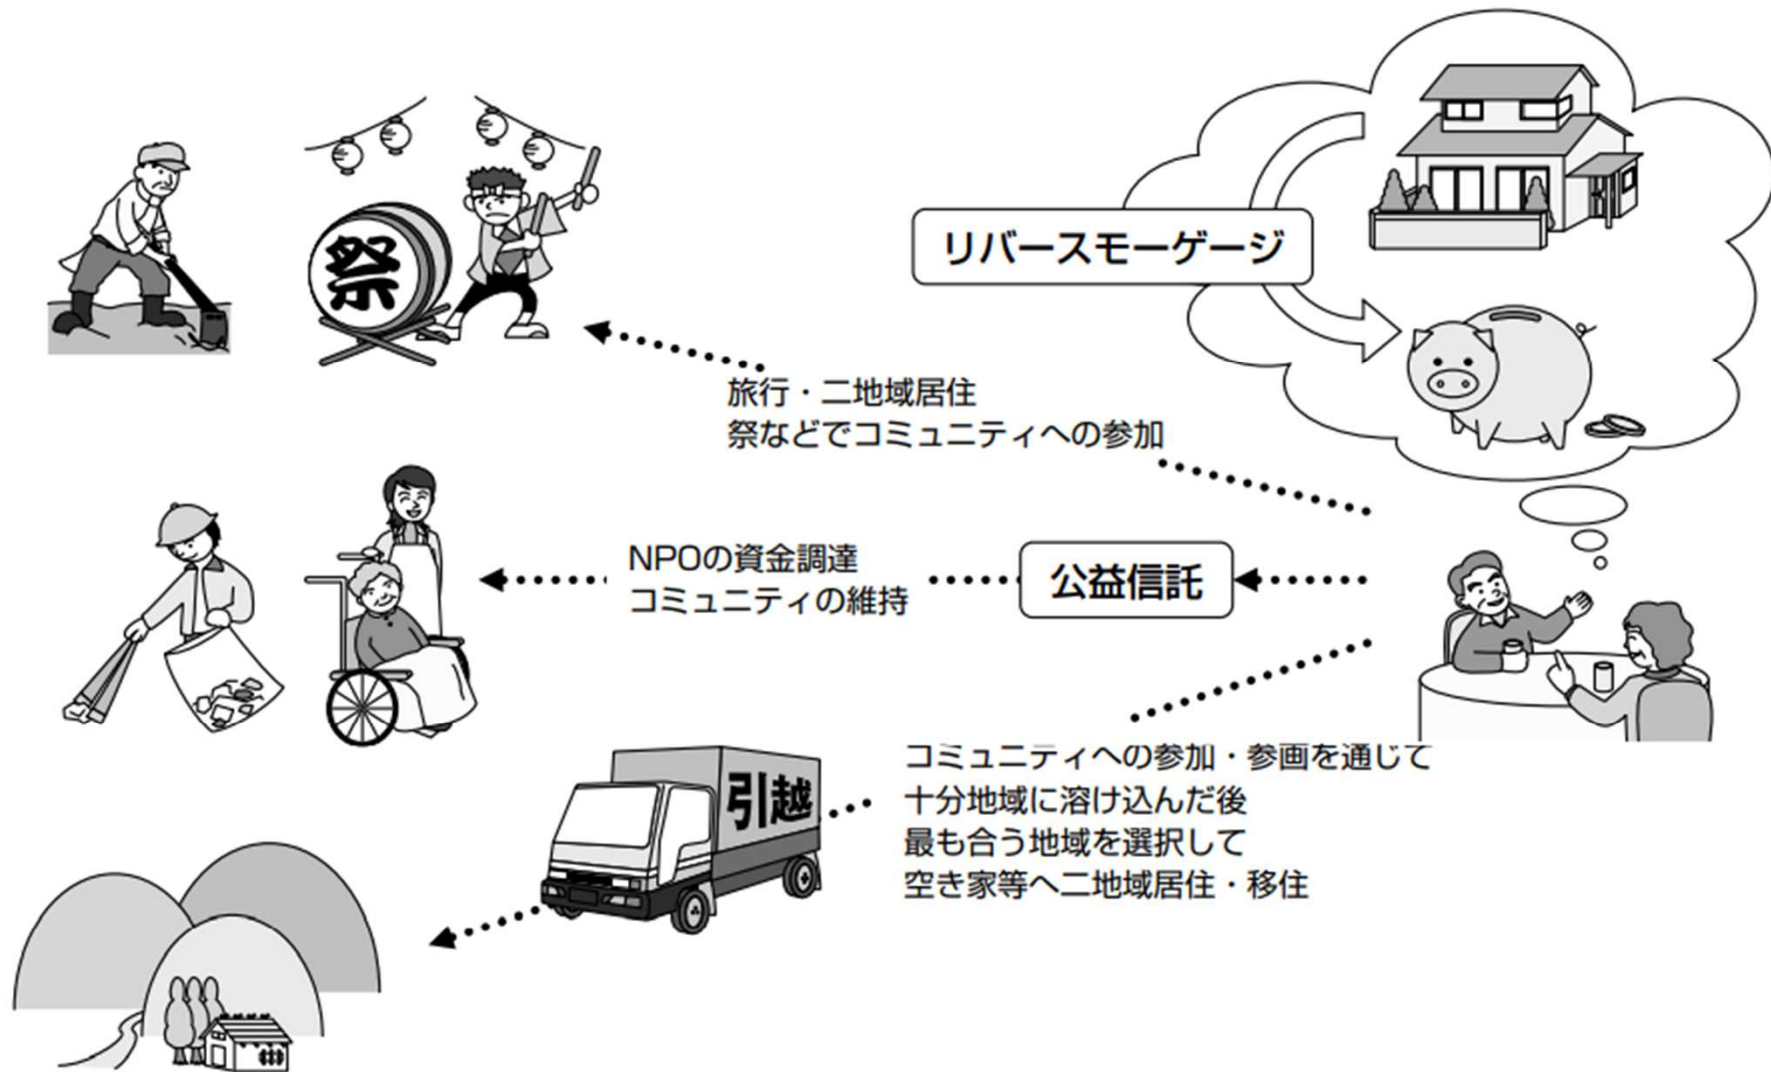 リバースモーゲージ
祭
旅行・二地域居住
祭などでコミュニティへの参加
NPOの資金調達
コミュニティの維持
公益信託
引越
コミュニティへの参加・参画を通じて
十分地域に溶け込んだ後
最も合う地域を選択して
空き家等へ二地域居住・移住